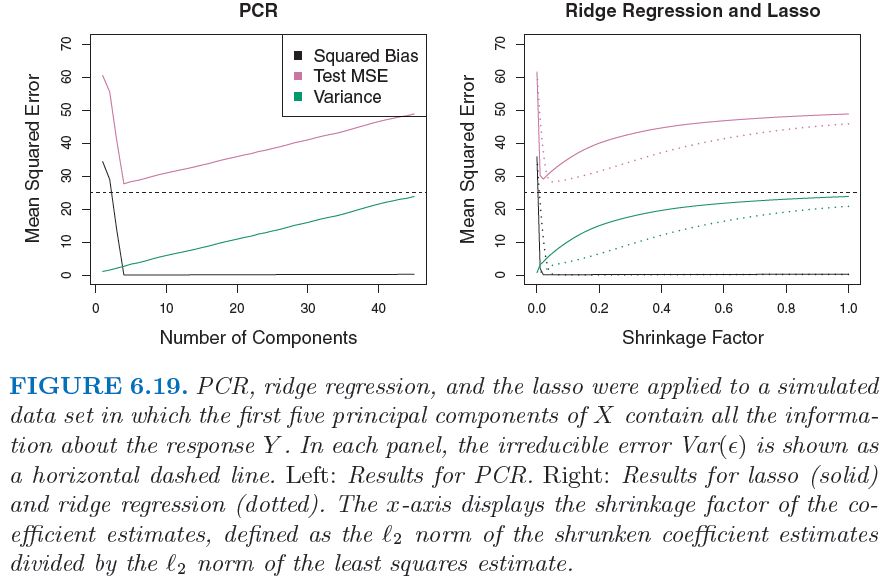 PCR
Ridge Regression and Lasso
Mean Squared Error
0 10 20 30 40 50 60 70
Squared Bias
Test MSE
Variance
0 10 20 30 40
Number of Components
Mean Squared Error
0 10 20 30 40 50 60 70
0.0 0.2 0.4 0.6 0.8 1.0
Shrinkage Factor
FIGURE 6.19. PCR, ridge regression, and the lasso were applied to a simulated
data set in which the first five principal components of X contain all the informa-
tion about the response Y. In each panel, the irreducible error Var(ϵ) is shown as
a horizontal dashed line. Left: Results for PCR. Right: Results for lasso (solid)
and ridge regression (dotted). The x-axis displays the shrinkage factor of the co-
efficient estimates, defined as the ℓ2 norm of the shrunken coefficient estimates
divided by the ℓ2 norm of the least squares estimate.